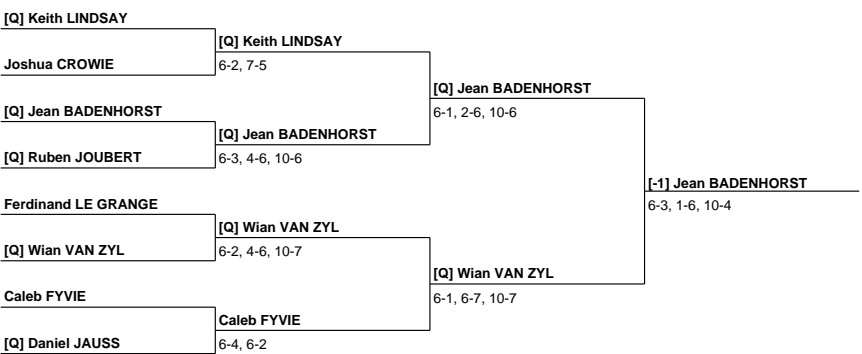 [Q] Keith LINDSAY
[Q] Keith LINDSAY
Joshua CROWIE
6-2, 7-5
[Q] Jean BADENHORST
[Q] Jean BADENHORST
6-1, 2-6, 10-6
[Q] Jean BADENHORST
[Q] Ruben JOUBERT
6-3, 4-6, 10-6
[-1] Jean BADENHORST
6-3, 1-6, 10-4
Ferdinand LE GRANGE
[Q] Wian VAN ZYL
[Q] Wian VAN ZYL
6-2, 4-6, 10-7
[Q] Wian VAN ZYL
6-1, 6-7, 10-7
Caleb FYVIE
Caleb FYVIE
[Q] Daniel JAUSS
6-4, 6-2